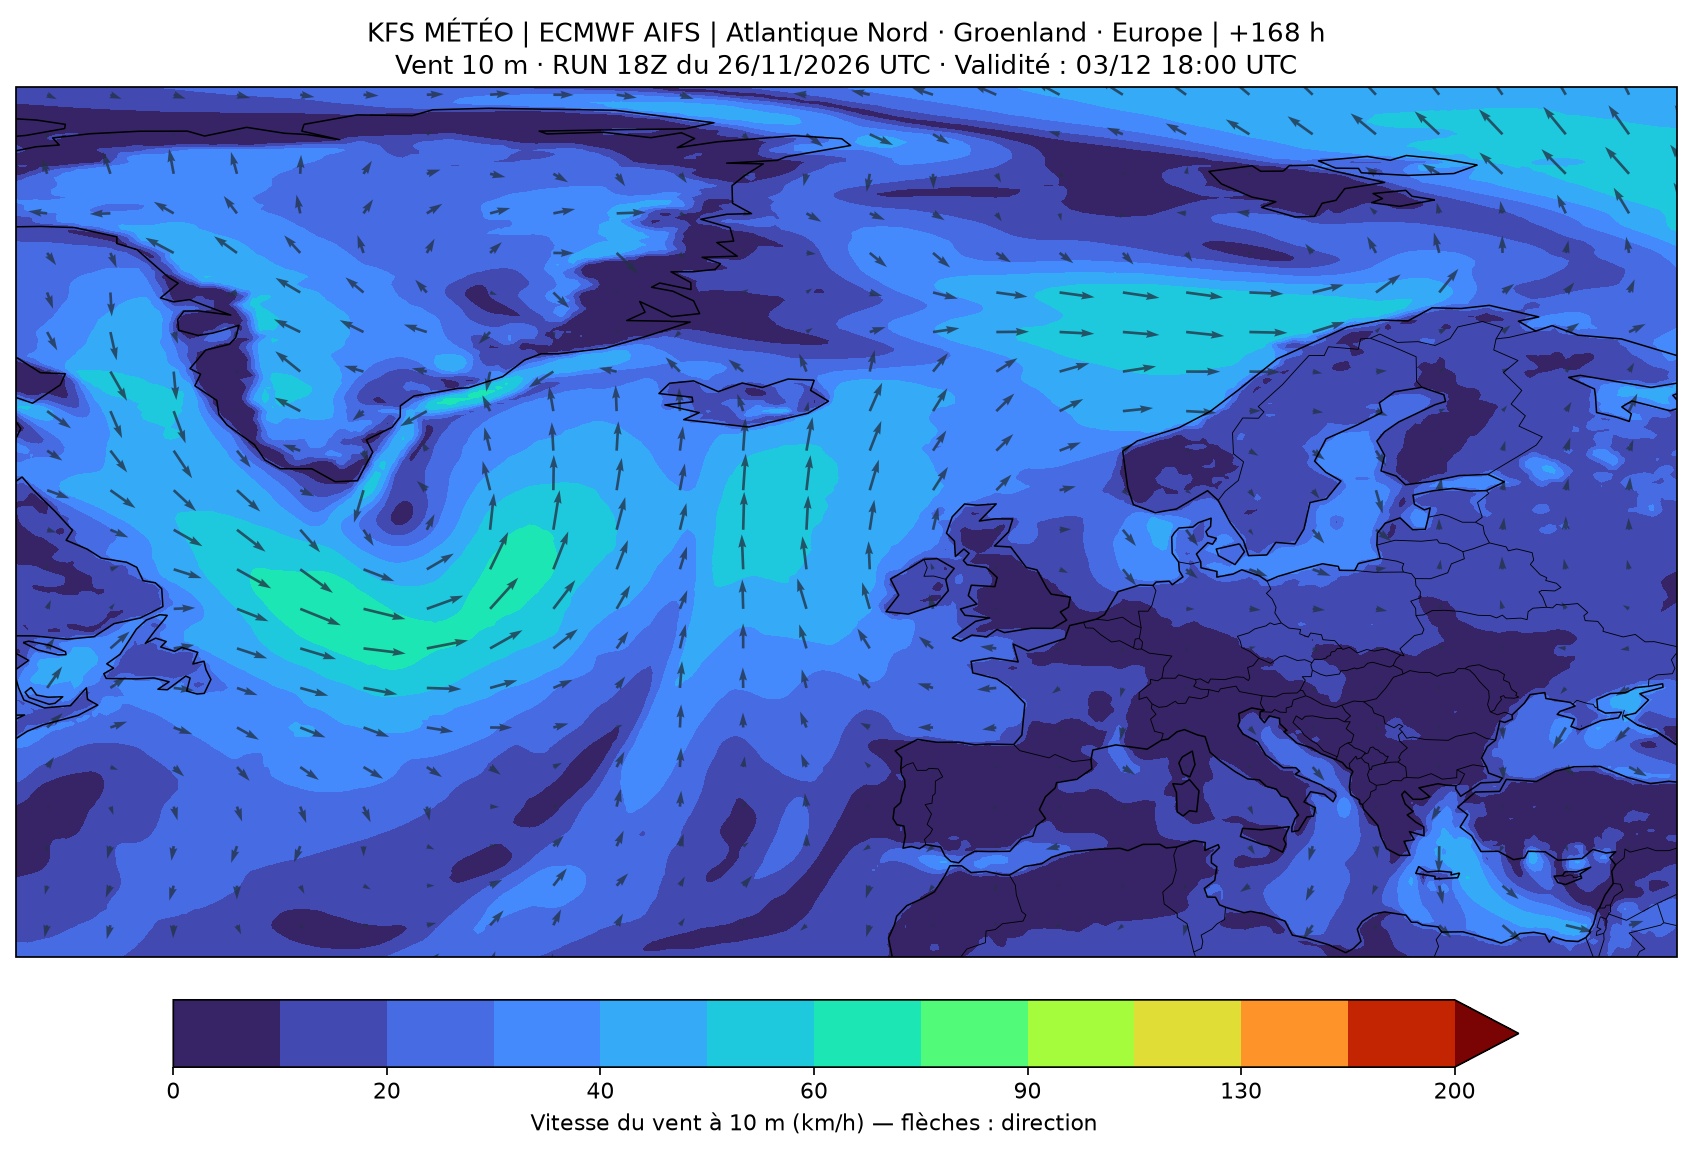 KFS MÉTÉO | ECMWF AIFS | Atlantique Nord · Groenland · Europe | +168 h
Vent 10 m · RUN 18Z du 26/11/2026 UTC · Validité : 03/12 18:00 UTC
0 20 40 60 90 130 200
Vitesse du vent à 10 m (km/h) — flèches : direction